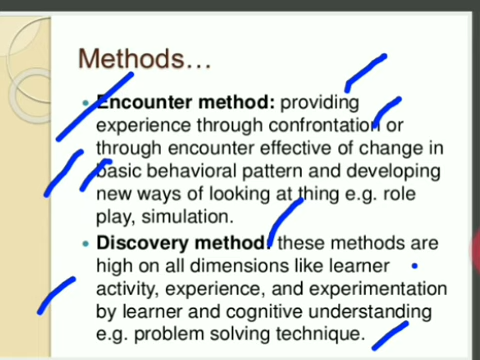 Methods...
Encounter method: providing
experience through confrontation or
through encounter effective of change in
basic behavioral pattern and developing
new ways of looking at thing e.g. role
play, simulation.
Discovery method: these methods are
high on all dimensions like learner
activity, experience, and experimentation
by learner and cognitive understanding
e.g. problem solving technique.